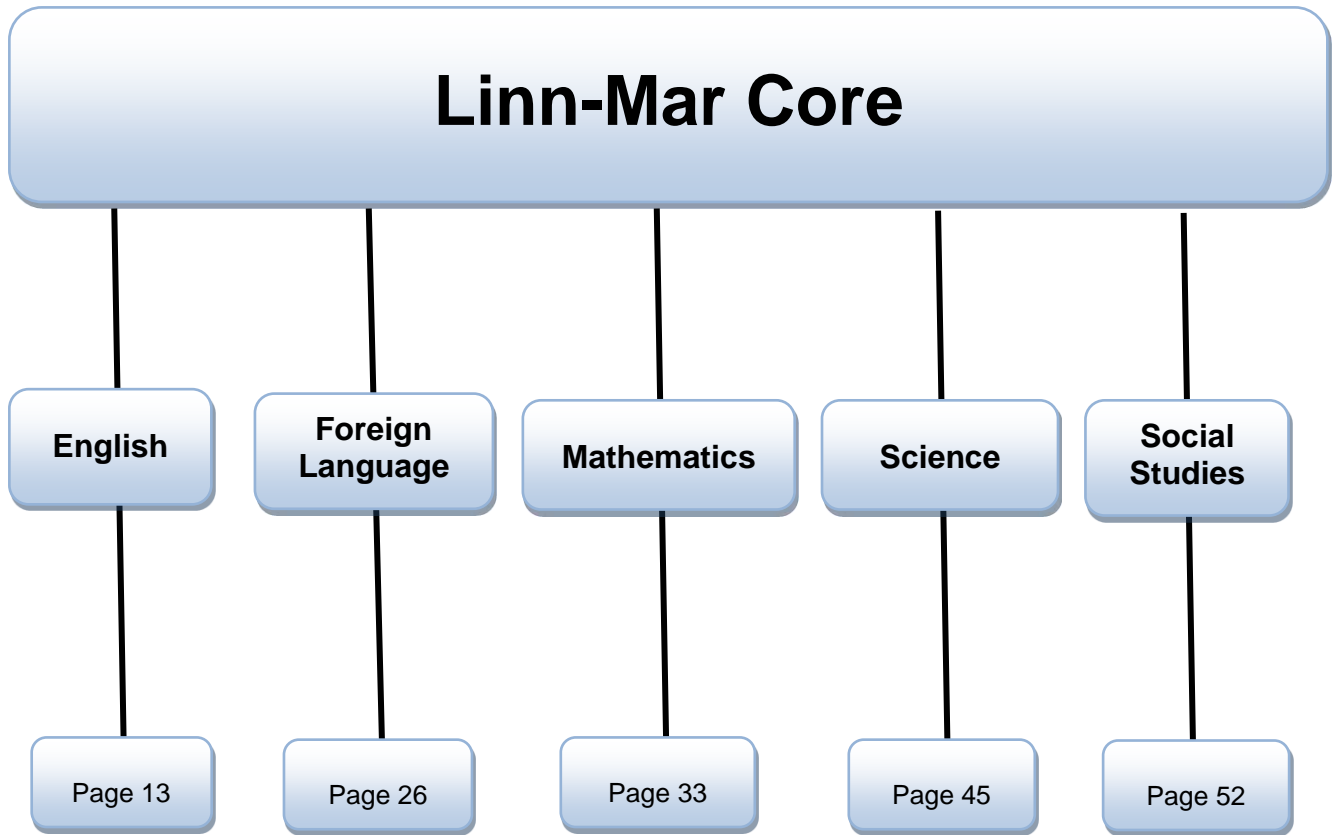 Linn-Mar Core
English
Foreign
Language
Mathematics
Science
Social
Studies
Page 13
Page 26
Page 33
Page 45
Page 52